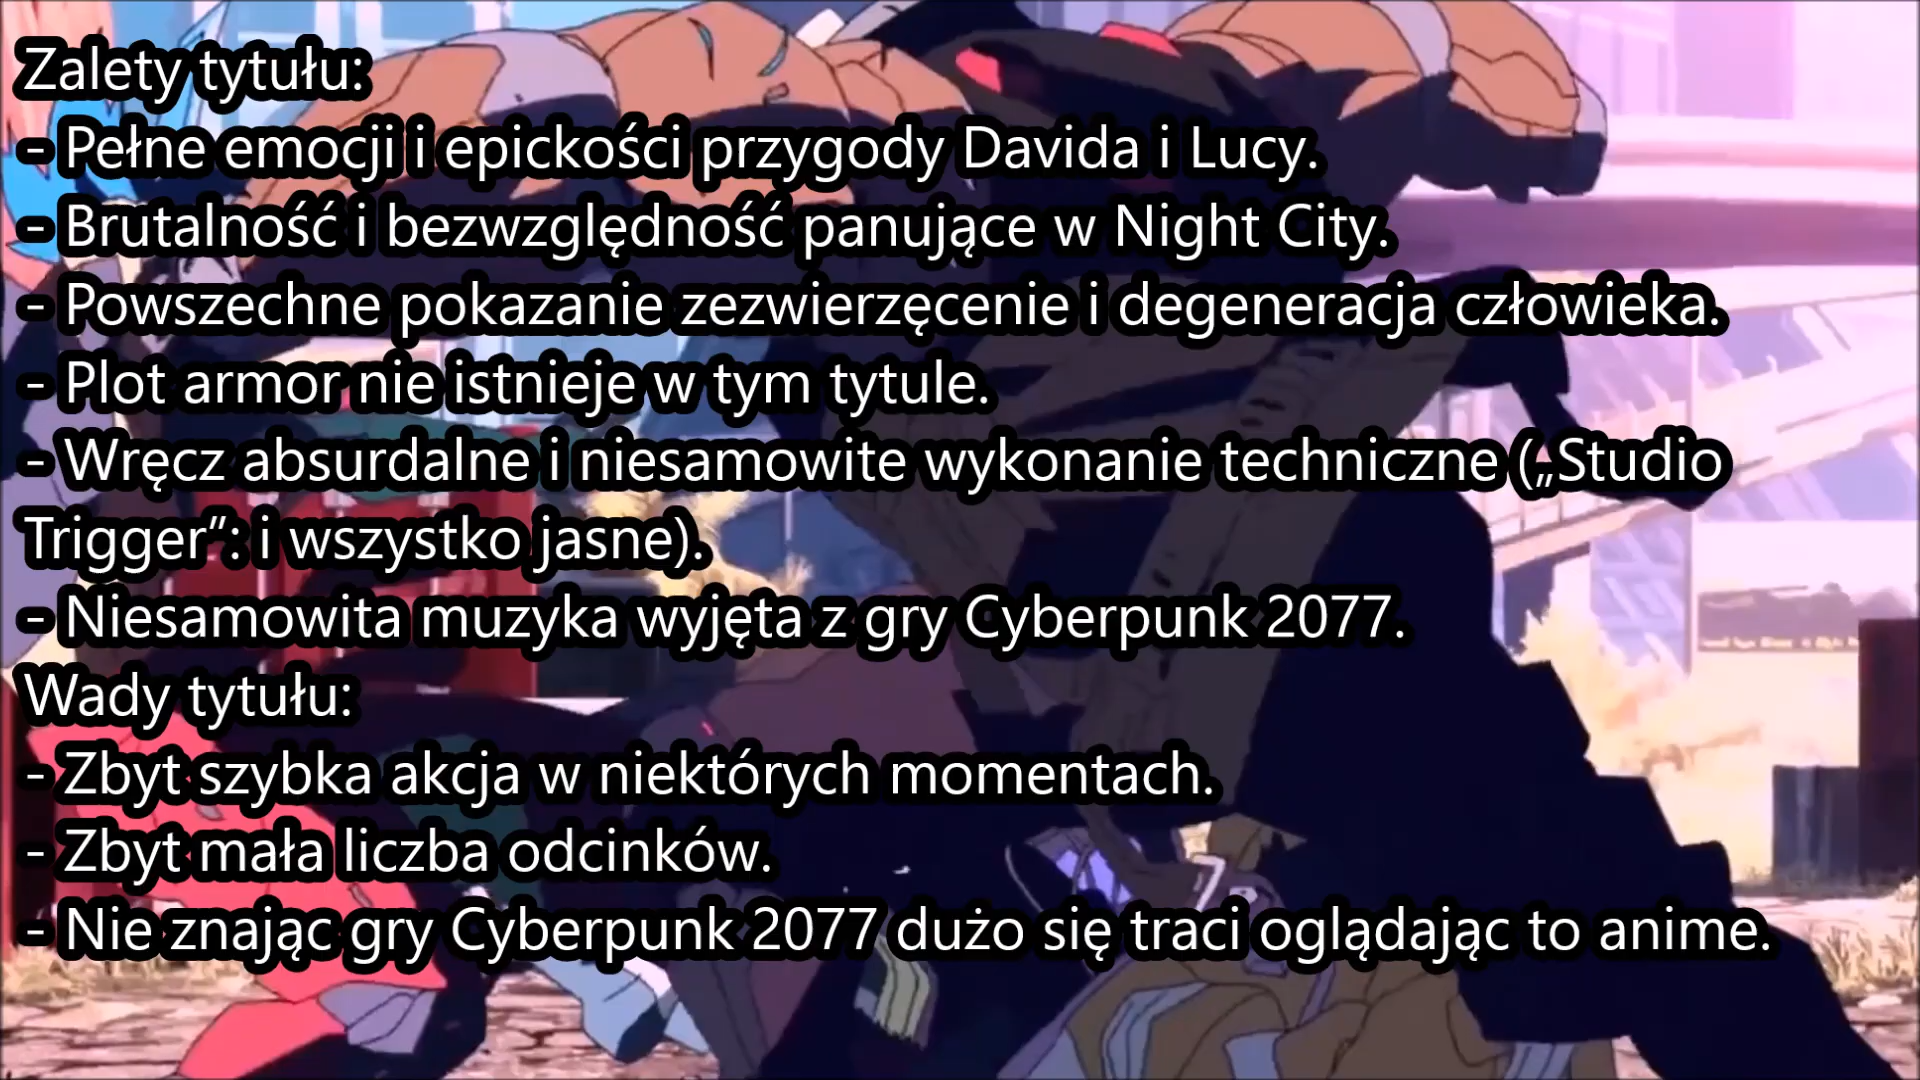 Zalety tytułu:
- Pełne emocji i epickości przygody Davida i Lucy.
- Brutalność i bezwzględność panujące w Night City.
- Powszechne pokazanie zezwierzęcenie i degeneracja człowieka.
- Plot armor nie istnieje w tym tytule.
- Wręcz absurdalne i niesamowite wykonanie techniczne („Studio
Trigger”: i wszystko jasne).
- Niesamowita muzyka wyjęta z gry Cyberpunk 2077.
Wady tytułu:
- Zbyt szybka akcja w niektórych momentach.
- Zbyt mała liczba odcinków.
- Nie znając gry Cyberpunk 2077 dużo się traci oglądając to anime.